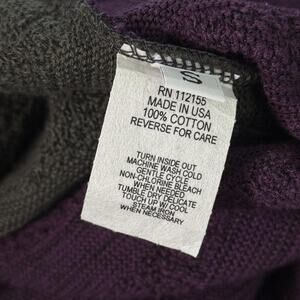 S
RN 112155
MADE IN USA
100% COTTON
REVERSE FOR CARE
TURN INSIDE OUT
MACHINE WASH COLD
GENTLE CYCLE
NON-CHLORINE BLEACH
WHEN NEEDED
TUMBLE DRY DELICATE
TOUCH UP W/ COOL
STEAM IRON
WHEN NECESSARY